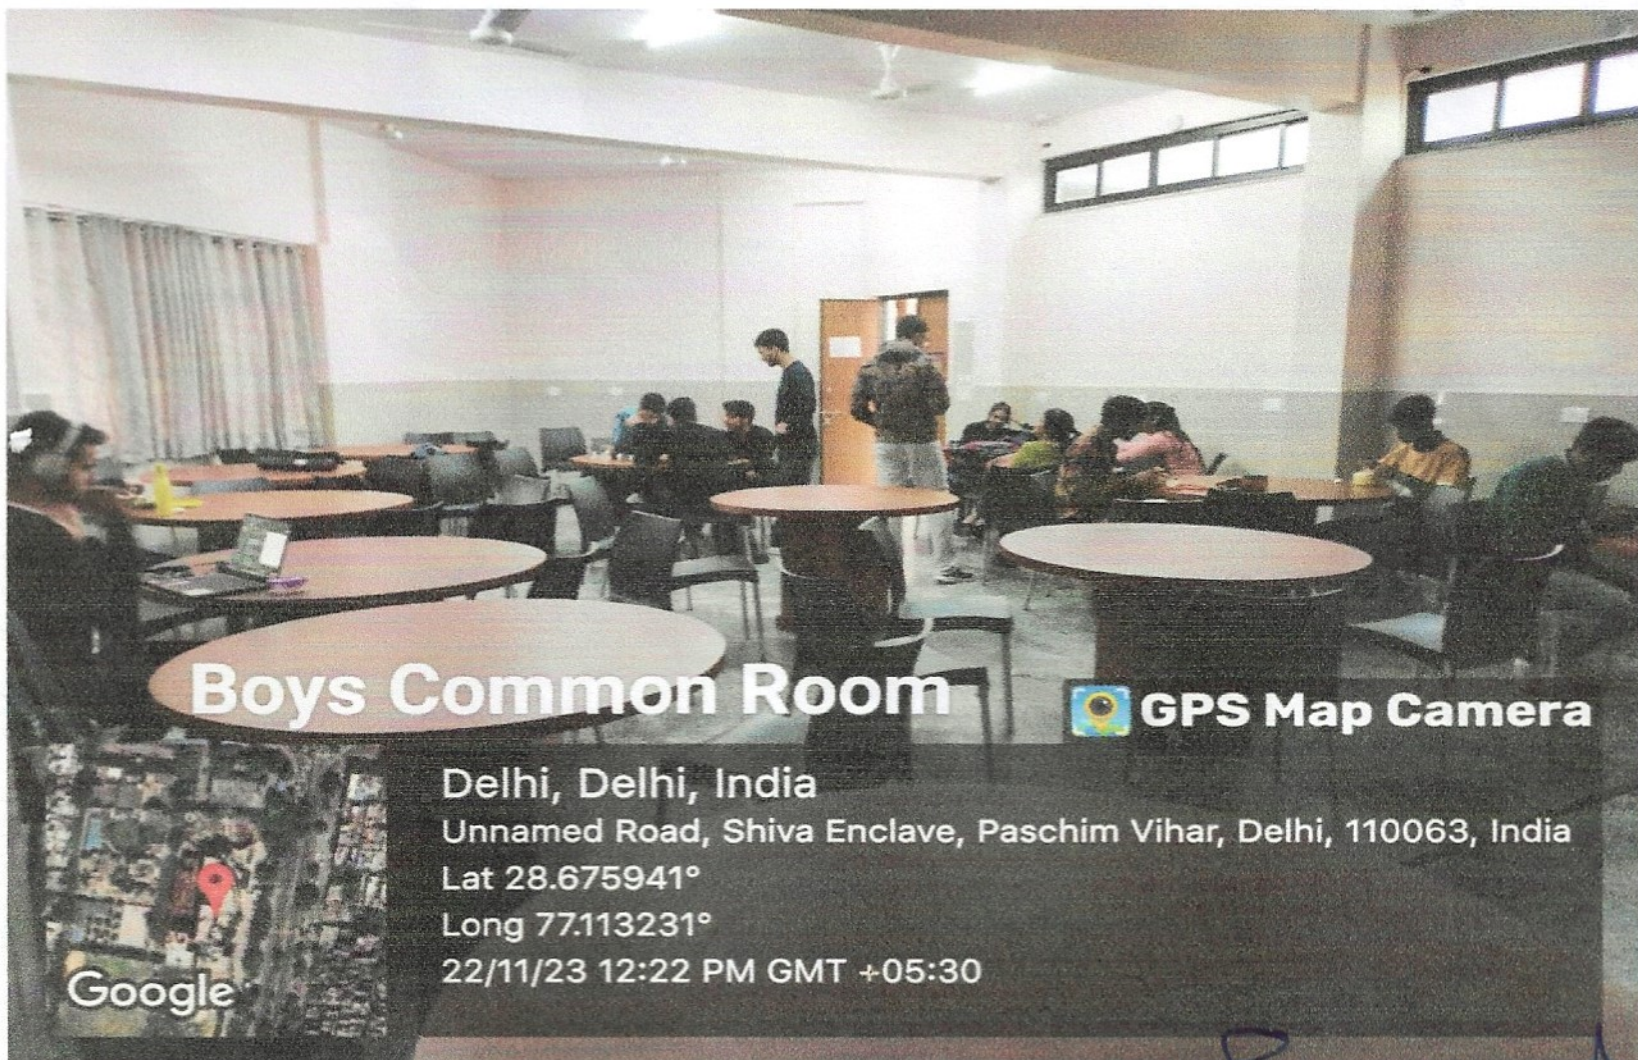 Boys Common Room
GPS Map Camera
Delhi, Delhi, India
Unnamed Road, Shiva Enclave, Paschim Vihar, Delhi, 110063, India
Lat 28.675941°
Long 77.113231°
22/11/23 12:22 PM GMT +05:30
Google